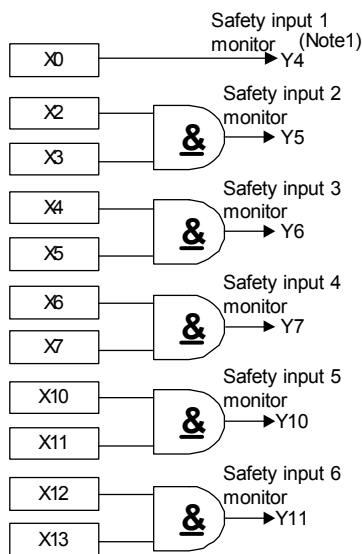 Safety input 1
monitor (Note1)
X0
Y4
Safety input 2
monitor
X2
&
Y5
X3
Safety input 3
monitor
X4
&
Y6
X5
Safety input 4
monitor
X6
&
Y7
X7
Safety input 5
monitor
X10
&
Y10
X11
Safety input 6
monitor
X12
&
Y11
X13